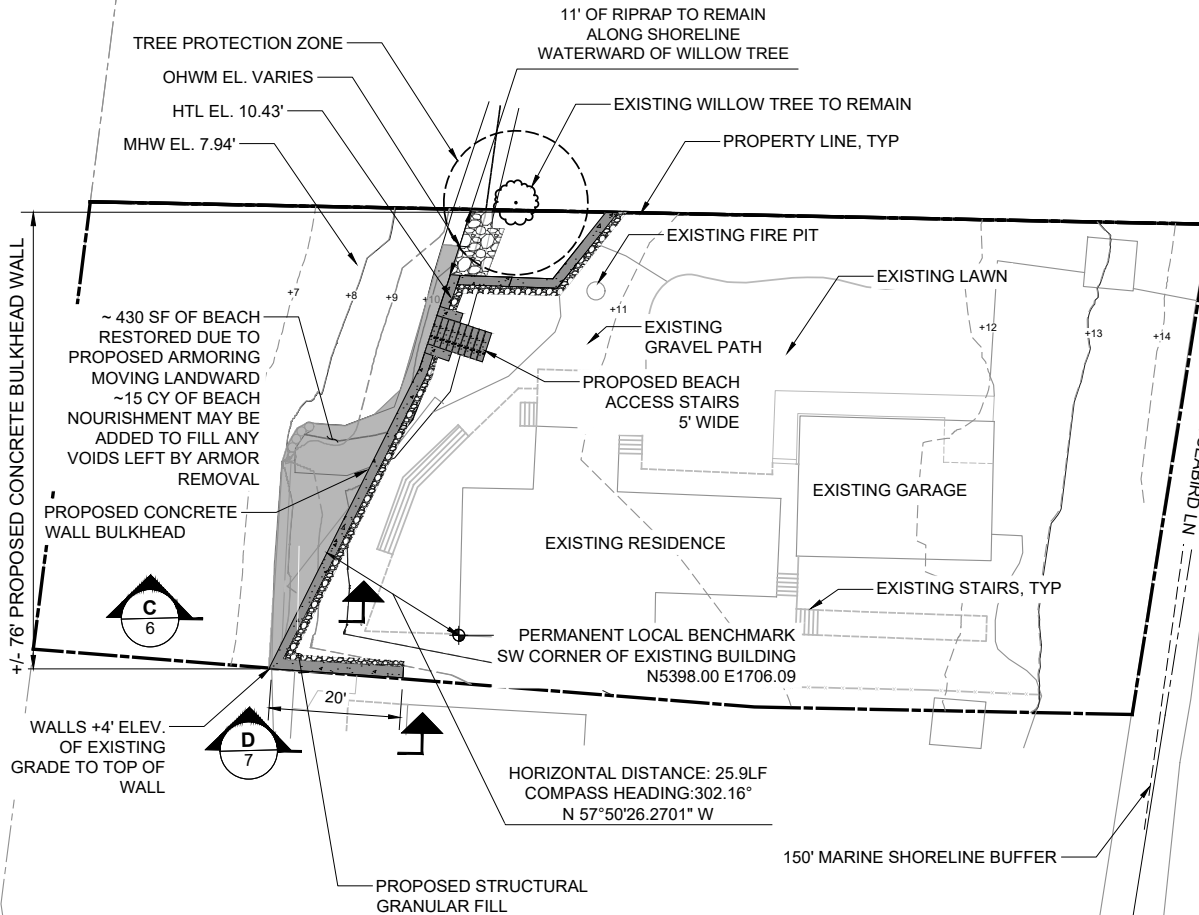 11' OF RIPRAP TO REMAIN
ALONG SHORELINE
WATERWARD OF WILLOW TREE
TREE PROTECTION ZONE
OHWM EL. VARIES
HTL EL. 10.43'
MHW EL. 7.94'
EXISTING WILLOW TREE TO REMAIN
PROPERTY LINE, TYP
EXISTING FIRE PIT
EXISTING LAWN
+7
+8
+9
+10
+11
+12
+13
+14
EXISTING
GRAVEL PATH
~ 430 SF OF BEACH
RESTORED DUE TO
PROPOSED ARMORING
MOVING LANDWARD
~15 CY OF BEACH
NOURISHMENT MAY BE
ADDED TO FILL ANY
VOIDS LEFT BY ARMOR
REMOVAL
PROPOSED BEACH
ACCESS STAIRS
5' WIDE
+/- 76' PROPOSED CONCRETE BULKHEAD WALL
PROPOSED CONCRETE
WALL BULKHEAD
EXISTING GARAGE
EXISTING RESIDENCE
SEABIRD LN
EXISTING STAIRS, TYP
C
6
PERMANENT LOCAL BENCHMARK
SW CORNER OF EXISTING BUILDING
N5398.00 E1706.09
20'
WALLS +4' ELEV.
OF EXISTING
GRADE TO TOP OF
WALL
D
7
HORIZONTAL DISTANCE: 25.9LF
COMPASS HEADING:302.16°
N 57°50'26.2701" W
150' MARINE SHORELINE BUFFER
PROPOSED STRUCTURAL
GRANULAR FILL